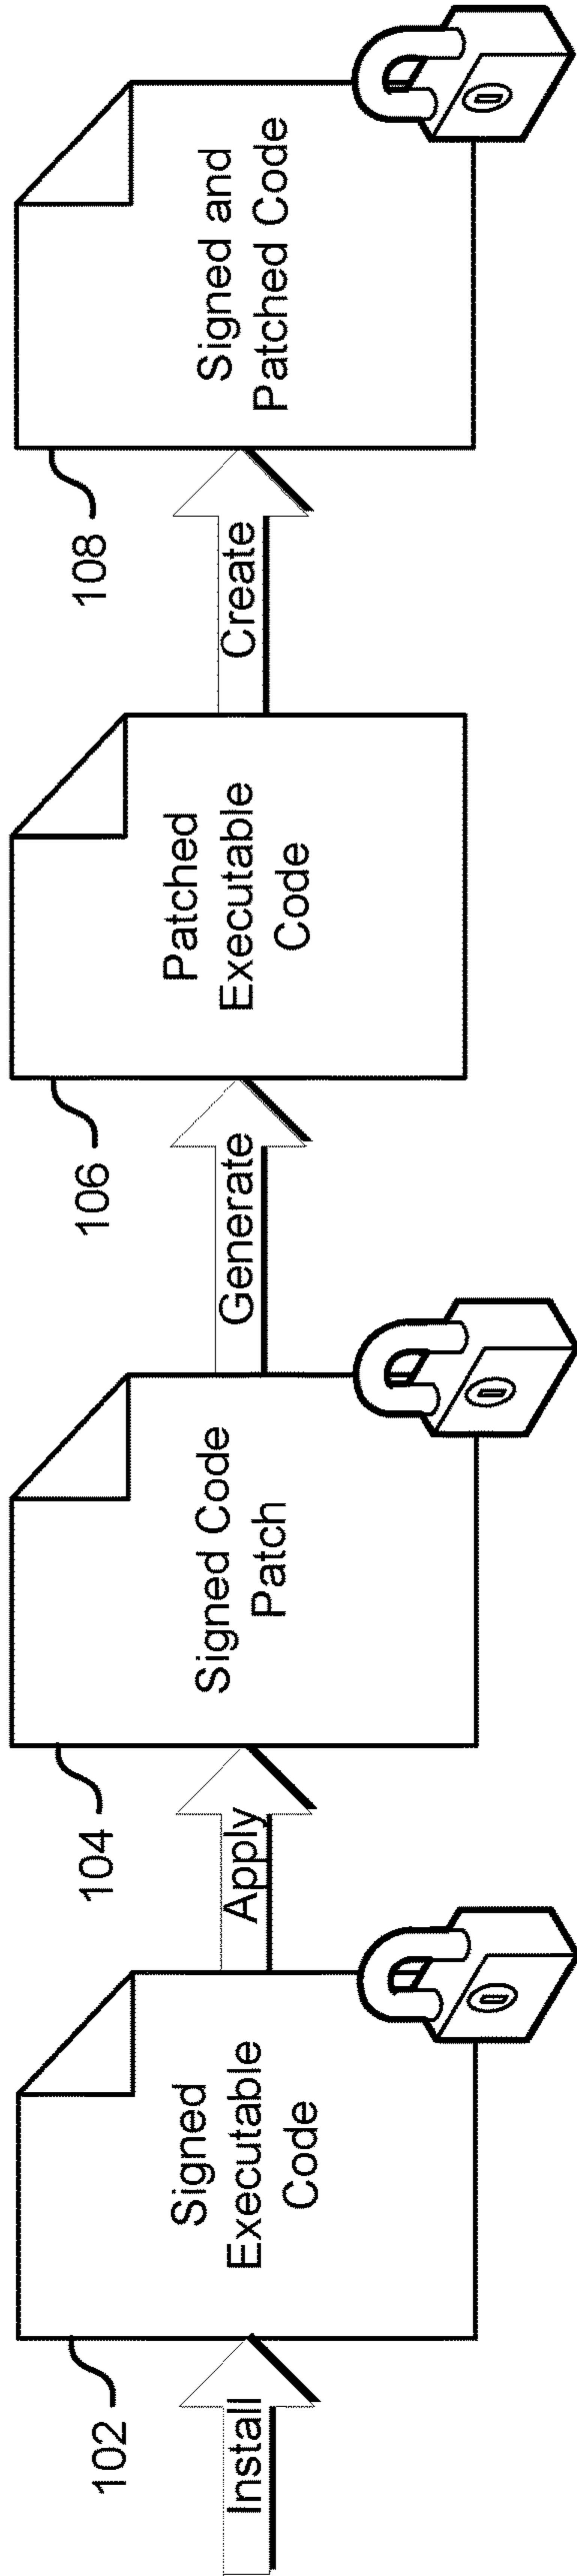 Install
102
Signed
Executable
Code
Apply
104
Signed Code
Patch
Generate
106
Patched
Executable
Code
Create
108
Signed and
Patched Code